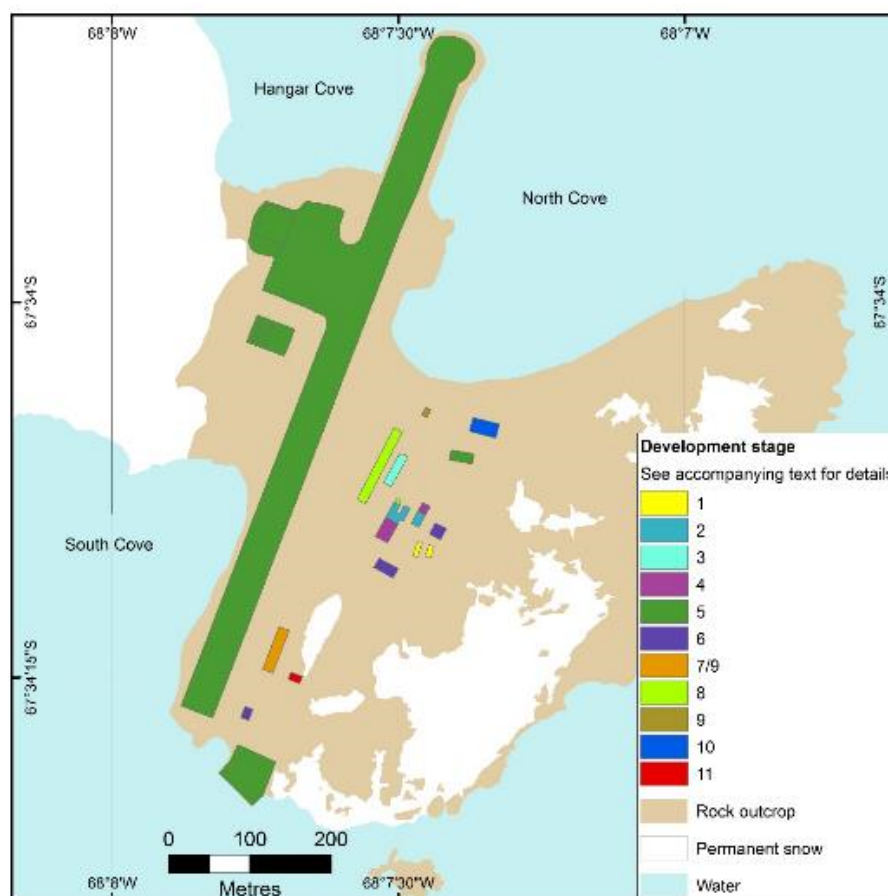 68°8'W
68°7'30"W
68°7'W
Hangar Cove
North Cove
67°34'S
67°34'S
South Cove
67°34'15"S
Development stage
See accompanying text for details
1
2
3
4
5
6
7/9
8
9
10
11
Rock outcrop
Permanent snow
Water
0 100 200
Metres
68°8'W
68°7'30"W